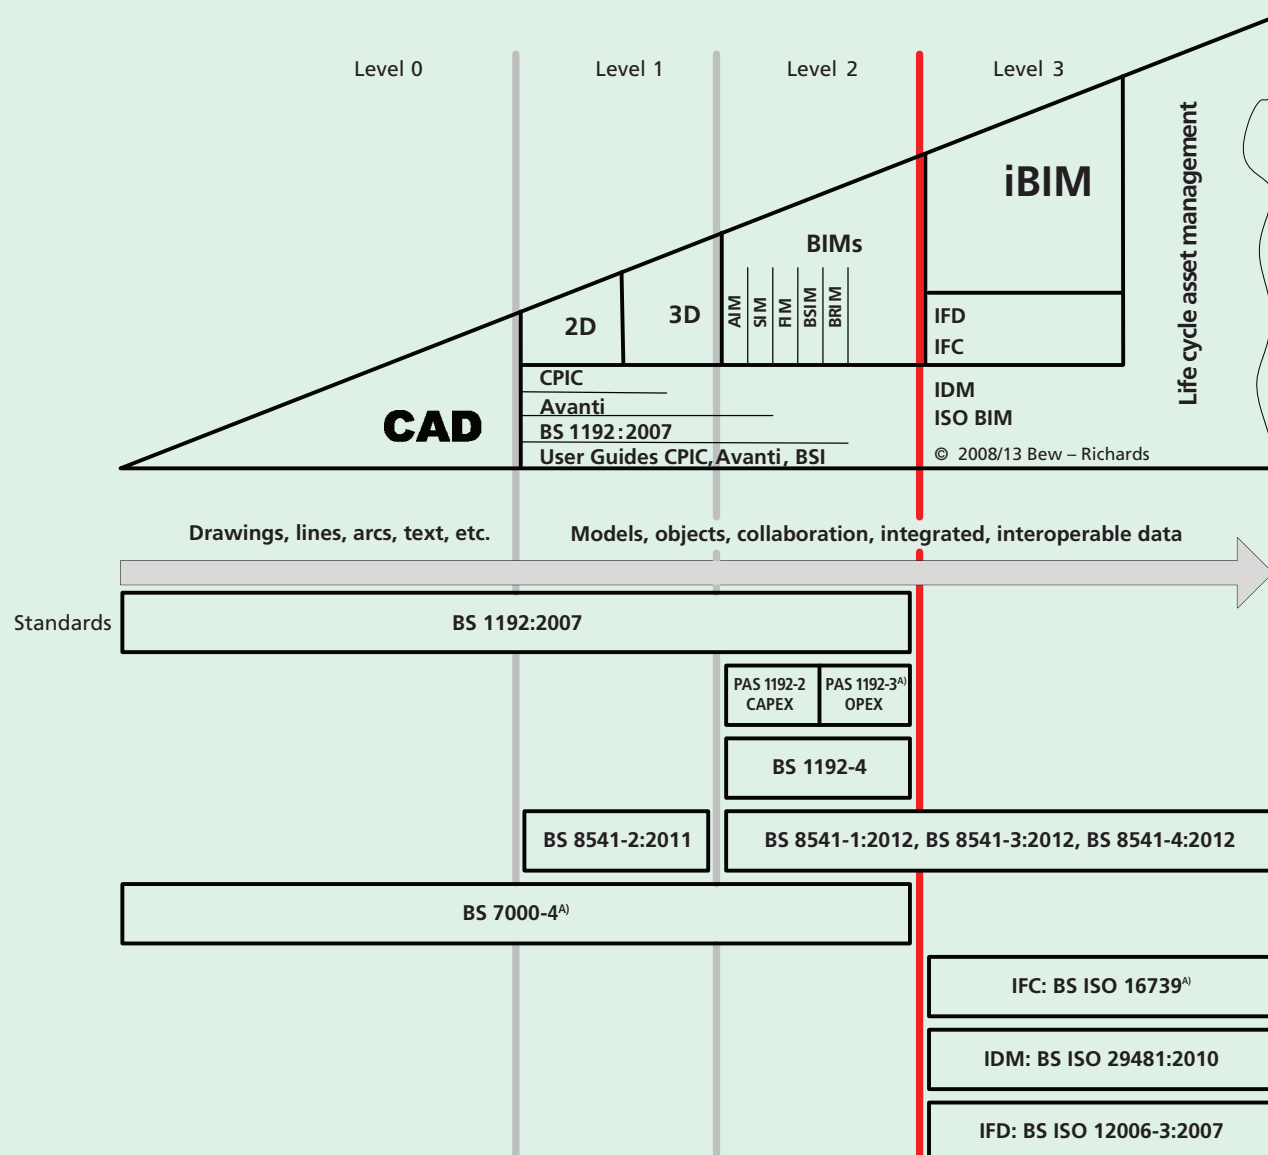 Level 0
Level 1
Level 2
Level 3
iBIM
Life cycle asset management
BIMs
2D
3D
AIM
SIM
FIM
BSIM
BRIM
IFD
IFC
CPIC
Avanti
BS 1192:2007
User Guides CPIC, Avanti, BSI
CAD
IDM
ISO BIM
© 2008/13 Bew – Richards
Drawings, lines, arcs, text, etc.
Models, objects, collaboration, integrated, interoperable data
Standards
BS 1192:2007
PAS 1192-2
CAPEX
PAS 1192-3A)
OPEX
BS 1192-4
BS 8541-2:2011
BS 8541-1:2012, BS 8541-3:2012, BS 8541-4:2012
BS 7000-4A)
IFC: BS ISO 16739A)
IDM: BS ISO 29481:2010
IFD: BS ISO 12006-3:2007